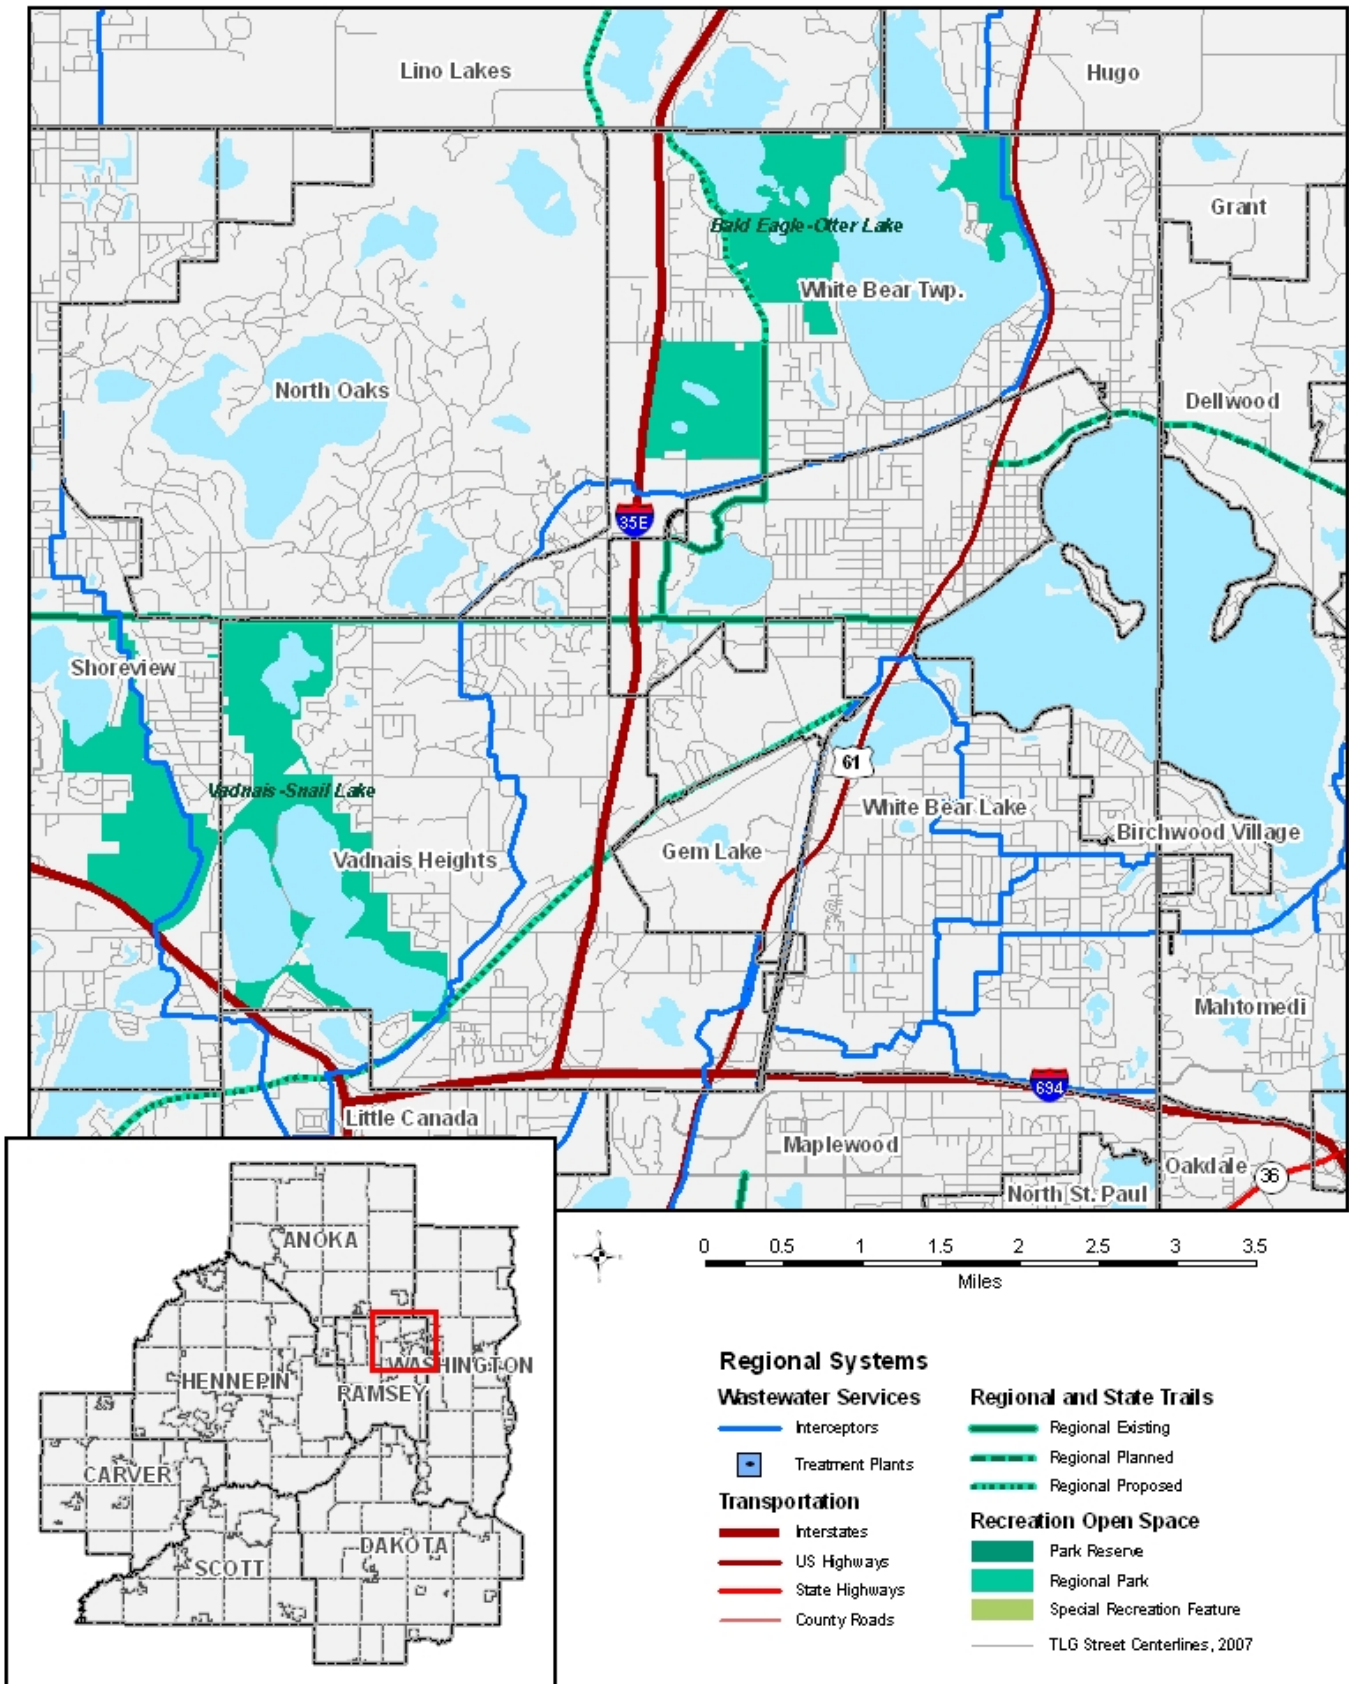 Lino Lakes
Hugo
Grant
Bald Eagle-Otter Lake
White Bear Twp.
North Oaks
Dellwood
35E
Shoreview
61
Vadnais-Snail Lake
White Bear Lake
Birchwood Village
Vadnais Heights
Gem Lake
Mahtomedi
694
Little Canada
Maplewood
Oakdale
36
North St. Paul
ANOKA
WASHINGTON
HENNEPIN
RAMSEY
CARVER
DAKOTA
SCOTT
0 0.5 1 1.5 2 2.5 3 3.5
Miles
Regional Systems
Wastewater Services
Interceptors
Treatment Plants
Transportation
Interstates
US Highways
State Highways
County Roads
Regional and State Trails
Regional Existing
Regional Planned
Regional Proposed
Recreation Open Space
Park Reserve
Regional Park
Special Recreation Feature
TLG Street Centerlines, 2007